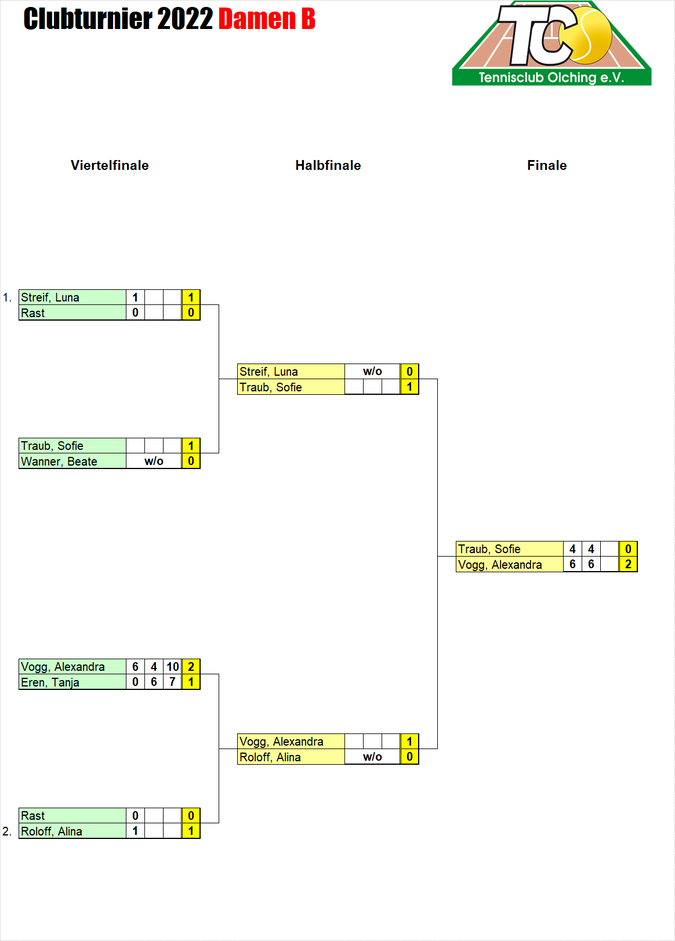 Clubturnier 2022 Damen B
TCO
Tennisclub Olching e.V.
Viertelfinale Halbfinale Finale
1. Streif, Luna 1 1
Rast 0 0
Streif, Luna w/o 0
Traub, Sofie 1
Traub, Sofie 1
Wanner, Beate w/o 0
Traub, Sofie 4 4 0
Vogg, Alexandra 6 6 2
Vogg, Alexandra 6 4 10 2
Eren, Tanja 0 6 7 1
Vogg, Alexandra 1
Roloff, Alina w/o 0
Rast 0 0
2. Roloff, Alina 1 1